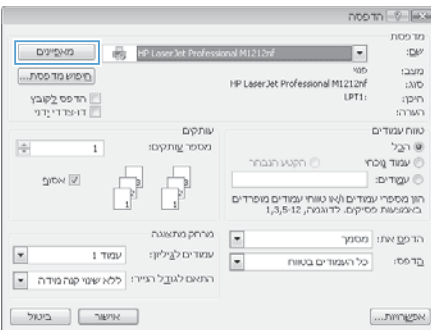 הדפסה
מדפסת
שם:
HP LaserJet Professional M1212nf
מאפיינים
מצב:
פנוי
סוג:
HP LaserJet Professional M1212nf
חיפוש מדפסת...
היכן:
LPT1:
הדפס לקובץ
הערה:
דו-צדדי ידני
טווח עמודים
הכל
עמוד נוכחי
הקטע הנבחר
עמודים:
הזן מספרי עמודים ו/או טווחי עמודים מופרדים
באמצעות פסיקים. לדוגמה, 1,3,5-12
עותקים
מספר עותקים:
1
אסוף
הדפס את:
מסמך
הדפס:
כל העמודים בטווח
מרחק מתצוגה
עמודים לגיליון:
עמוד 1
התאם לגודל הנייר:
ללא שינוי קנה מידה
אפשרויות...
אישור
ביטול